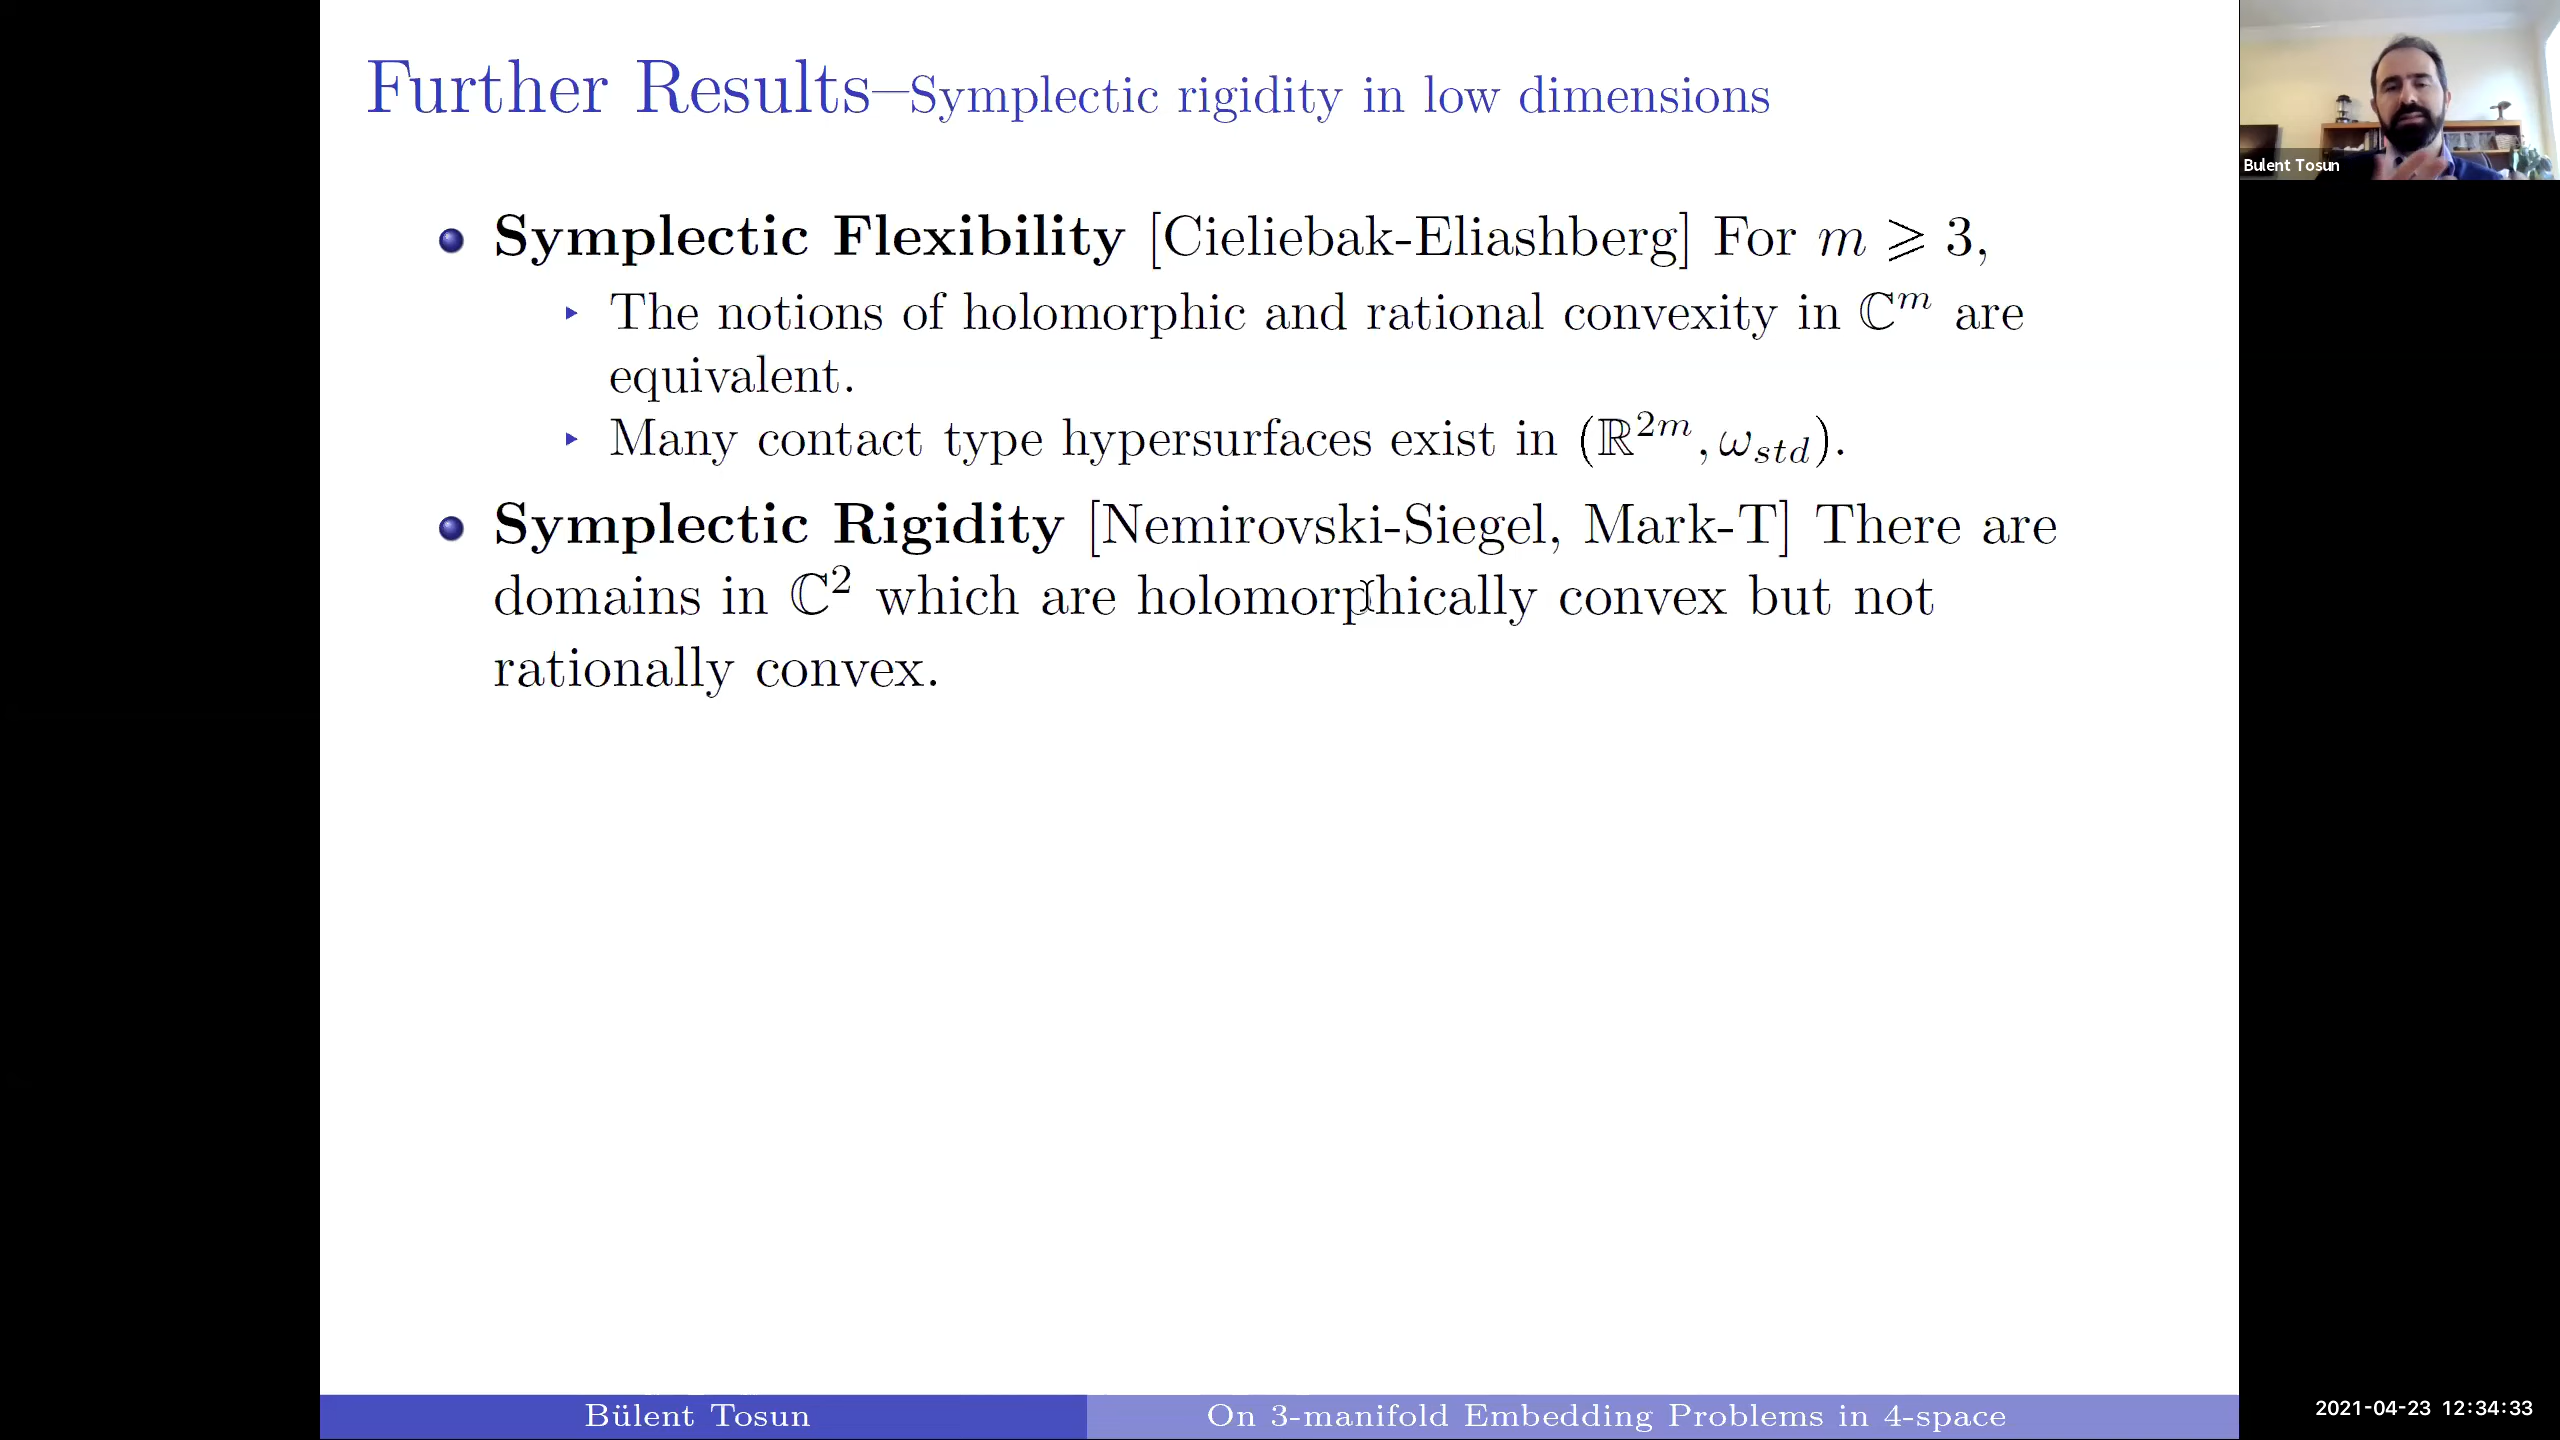 Further Results–Symplectic rigidity in low dimensions
Bulent Tosun
Symplectic Flexibility [Cieliebak-Eliashberg] For m ⩾ 3,
The notions of holomorphic and rational convexity in ℂᵐ are
equivalent.
Many contact type hypersurfaces exist in (ℝ²ᵐ, ω_std).
Symplectic Rigidity [Nemirovski-Siegel, Mark-T] There are
domains in ℂ² which are holomorphically convex but not
rationally convex.
Bülent Tosun
On 3-manifold Embedding Problems in 4-space
2021-04-23 12:34:33